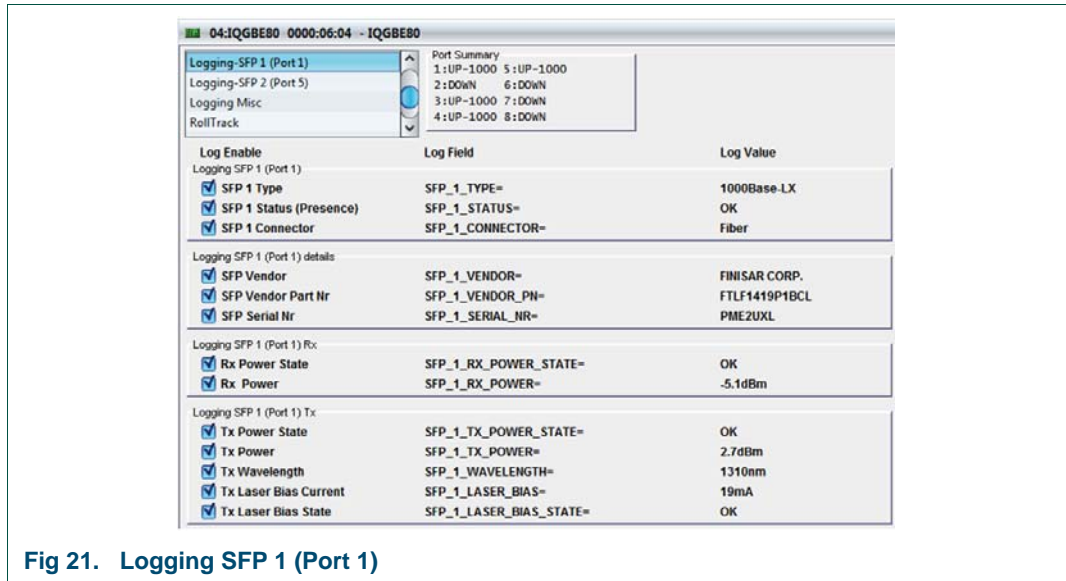 04:IQGBE80 0000:06:04 - IQGBE80
Logging-SFP 1 (Port 1)
Logging-SFP 2 (Port 5)
Logging Misc
RollTrack
Port Summary
1:UP-1000 5:UP-1000
2:DOWN 6:DOWN
3:UP-1000 7:DOWN
4:UP-1000 8:DOWN
Log Enable Log Field Log Value
Logging SFP 1 (Port 1)
SFP 1 Type SFP_1_TYPE= 1000Base-LX
SFP 1 Status (Presence) SFP_1_STATUS= OK
SFP 1 Connector SFP_1_CONNECTOR= Fiber
Logging SFP 1 (Port 1) details
SFP Vendor SFP_1_VENDOR= FINISAR CORP.
SFP Vendor Part Nr SFP_1_VENDOR_PN= FTLF1419P1BCL
SFP Serial Nr SFP_1_SERIAL_NR= PME2UXL
Logging SFP 1 (Port 1) Rx
Rx Power State SFP_1_RX_POWER_STATE= OK
Rx Power SFP_1_RX_POWER= -5.1dBm
Logging SFP 1 (Port 1) Tx
Tx Power State SFP_1_TX_POWER_STATE= OK
Tx Power SFP_1_TX_POWER= 2.7dBm
Tx Wavelength SFP_1_WAVELENGTH= 1310nm
Tx Laser Bias Current SFP_1_LASER_BIAS= 19mA
Tx Laser Bias State SFP_1_LASER_BIAS_STATE= OK
Fig 21. Logging SFP 1 (Port 1)